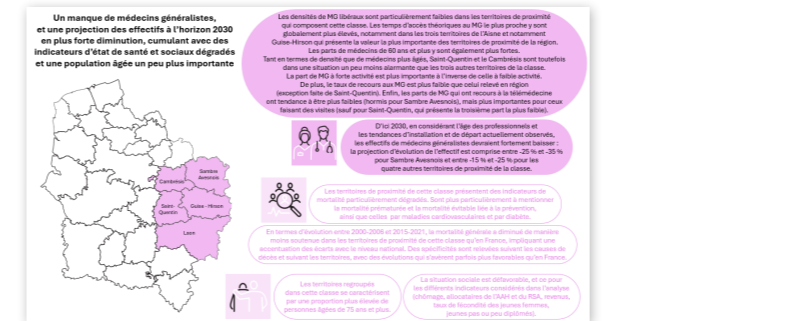 Un manque de médecins généralistes,
et une projection des effectifs à l'horizon 2030
en plus forte diminution, cumulant avec des
indicateurs d'état de santé et sociaux dégradés
et une population âgée un peu plus importante
Les densités de MG libéraux sont particulièrement faibles dans les territoires de proximité
qui composent cette classe. Les temps d'accès théoriques au MG le plus proche y sont
globalement plus élevés, notamment dans les trois territoires de l'Aisne et notamment
Guise-Hirson qui présente la valeur la plus importante des territoires de proximité de la région.
Les parts de médecins de 60 ans et plus y sont également plus fortes.
Tant en termes de densité que de médecins plus âgés, Saint-Quentin et le Cambrésis sont toutefois
dans une situation un peu moins alarmante que les trois autres territoires de la classe.
La part de MG à forte activité est plus importante à l'inverse de celle à faible activité.
De plus, le taux de recours aux MG est plus faible que celui relevé en région
(exception faite de Saint-Quentin). Enfin, les parts de MG qui ont recours à la télémédecine
ont tendance à être plus faibles (hormis pour Sambre Avesnois), mais plus importantes pour ceux
faisant des visites (sauf pour Saint-Quentin, qui présente la troisième part la plus faible).
D'ici 2030, en considérant l'âge des professionnels et
les tendances d'installation et de départ actuellement observés,
les effectifs de médecins généralistes devraient fortement baisser :
la projection d'évolution de l'effectif est comprise entre -25 % et -35 %
pour Sambre Avesnois et entre -15 % et -25 % pour les
quatre autres territoires de proximité de la classe.
Cambrésis
Sambre
Avesnois
Saint-
Quentin
Guise - Hirson
Laon
Les territoires de proximité de cette classe présentent des indicateurs de
mortalité particulièrement dégradés. Sont plus particulièrement à mentionner
la mortalité prématurée et la mortalité évitable liée à la prévention,
ainsi que celles par maladies cardiovasculaires et par diabète.
En termes d'évolution entre 2000-2006 et 2015-2021, la mortalité générale a diminué de manière
moins soutenue dans les territoires de proximité de cette classe qu'en France, impliquant une
accentuation des écarts avec le niveau national. Des spécificités sont relevées suivant les causes de
décès et suivant les territoires, avec des évolutions qui s'avèrent parfois plus favorables qu'en France.
Les territoires regroupés
dans cette classe se caractérisent
par une proportion plus élevée de
personnes âgées de 75 ans et plus.
La situation sociale est défavorable, et ce pour
les différents indicateurs considérés dans l'analyse
(chômage, allocataires de l'AAH et du RSA, revenus,
taux de fécondité des jeunes femmes,
jeunes pas ou peu diplômés).